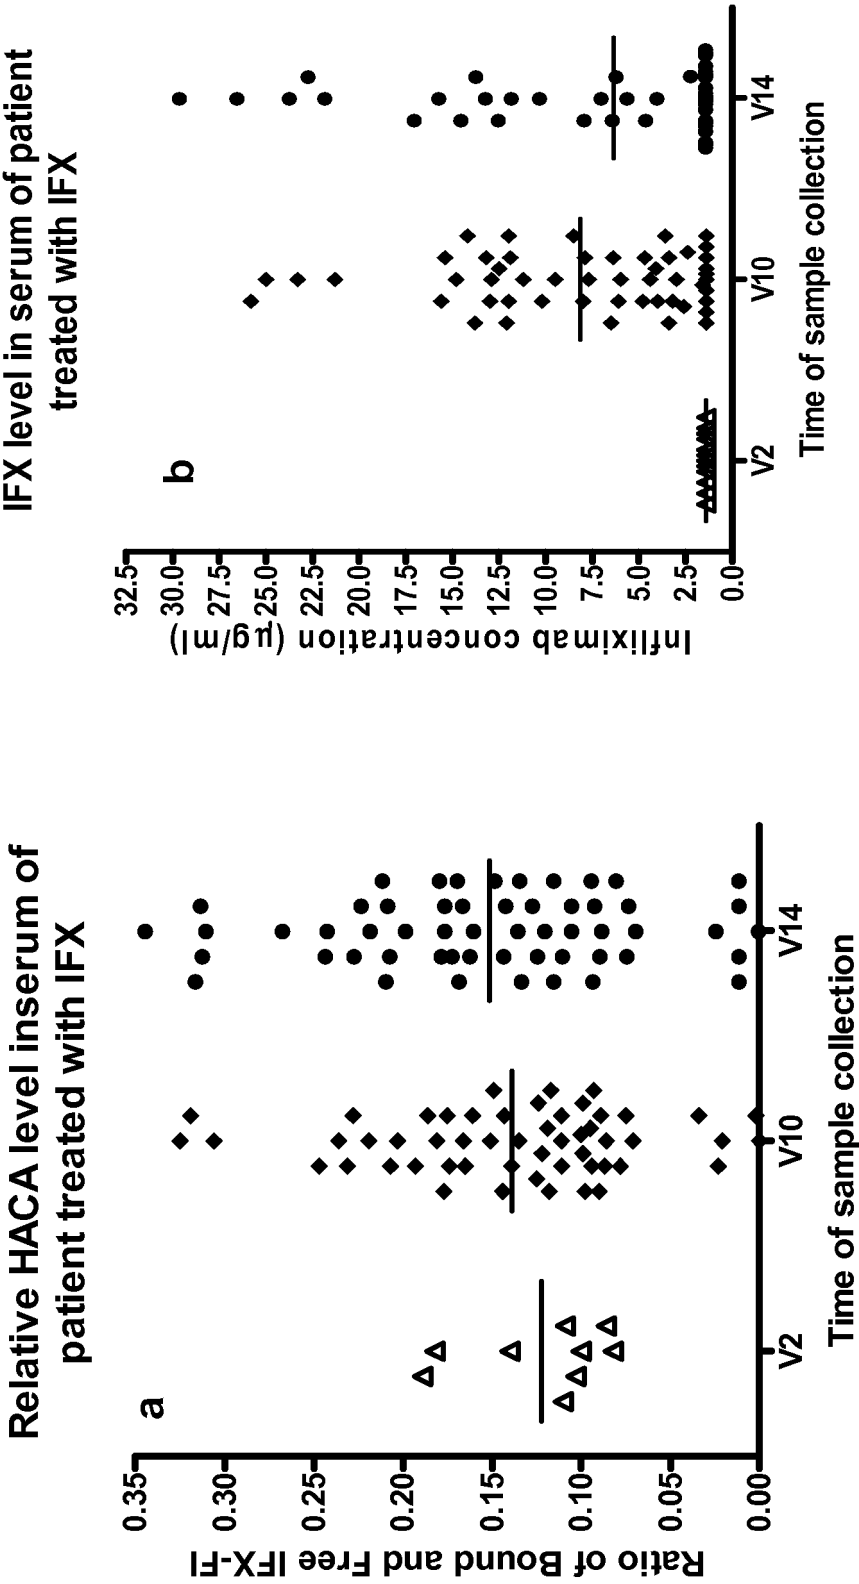 Relative HACA level inserum of
patient treated with IFX
a
Ratio of Bound and Free IFX-Fl
0.35
0.30
0.25
0.20
0.15
0.10
0.05
0.00
V2
V10
V14
Time of sample collection
IFX level in serum of patient
treated with IFX
b
Infliximab concentration (µg/ml)
32.5
30.0
27.5
25.0
22.5
20.0
17.5
15.0
12.5
10.0
7.5
5.0
2.5
0.0
V2
V10
V14
Time of sample collection